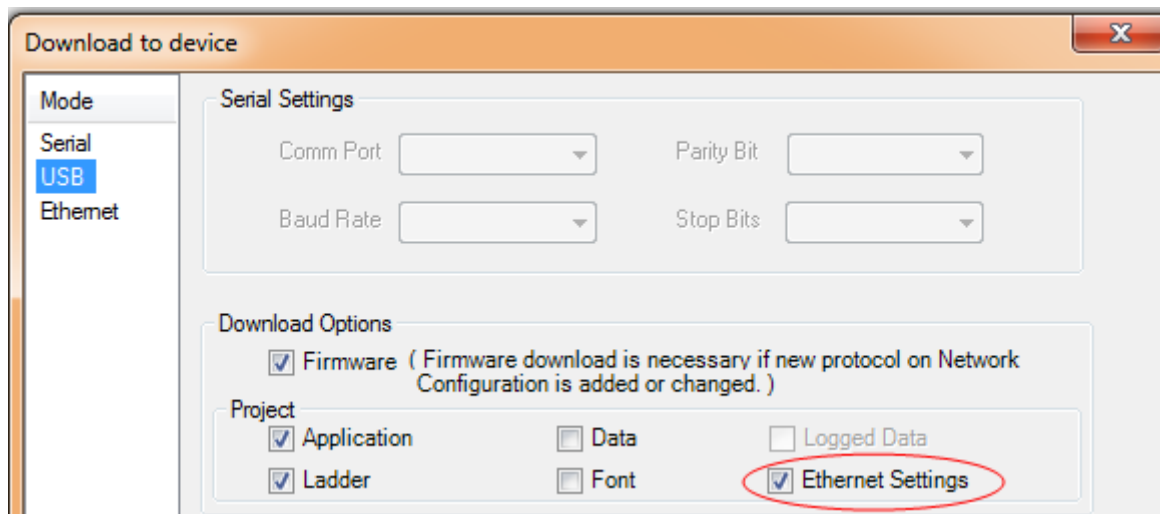 Download to device
Mode
Serial
USB
Ethernet
Serial Settings
Comm Port
Parity Bit
Baud Rate
Stop Bits
Download Options
Firmware ( Firmware download is necessary if new protocol on Network
Configuration is added or changed. )
Project
Application
Data
Logged Data
Ladder
Font
Ethernet Settings